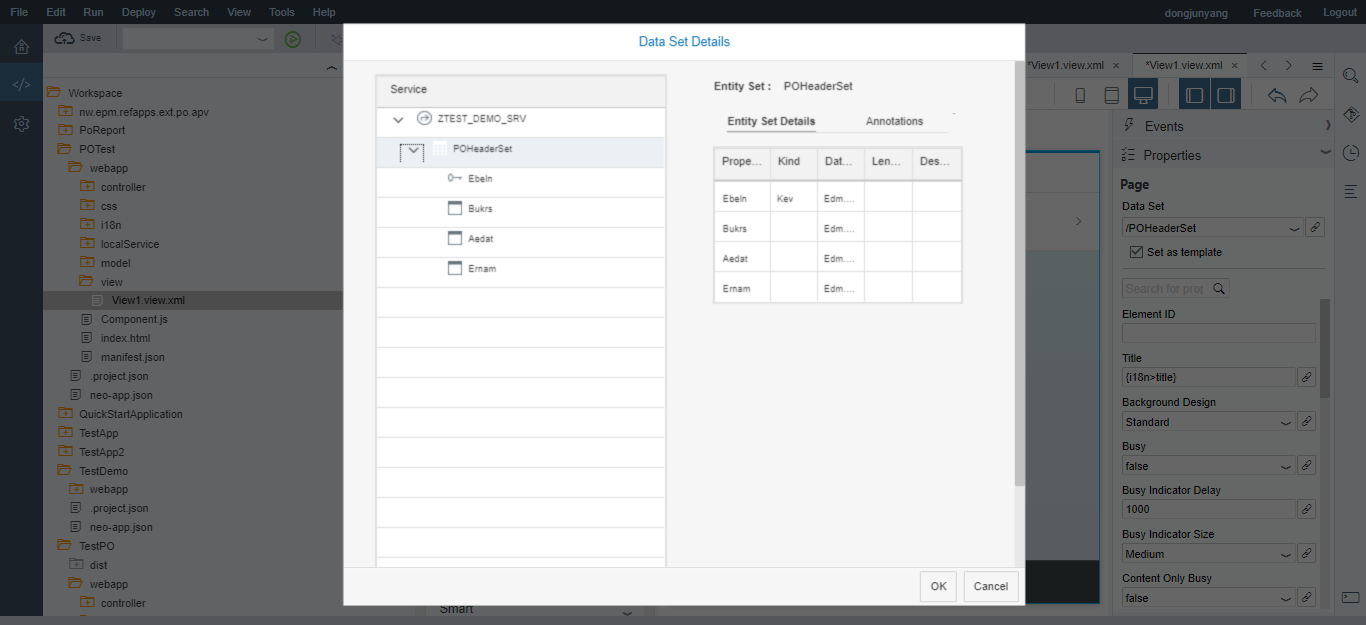 File Edit Run Deploy Search View Tools Help
dongjunyang Feedback Logout
Save
Data Set Details
*View1.view.xml ×
*View1.view.xml ×
Workspace
nw.epm.refapps.ext.po.apv
PoReport
POTest
webapp
controller
css
i18n
localService
model
view
View1.view.xml
Component.js
index.html
manifest.json
.project.json
neo-app.json
QuickStartApplication
TestApp
TestApp2
TestDemo
webapp
.project.json
neo-app.json
TestPO
dist
webapp
controller
Service
ZTEST_DEMO_SRV
POHeaderSet
Ebeln
Bukrs
Aedat
Ernam
Entity Set : POHeaderSet
Entity Set Details Annotations
Prope... Kind Dat... Len... Des...
Ebeln Key Edm....
Bukrs Edm....
Aedat Edm....
Ernam Edm....
OK Cancel
Smart
Events
Properties
Page
Data Set
/POHeaderSet
Set as template
Search for prop
Element ID
Title
{i18n>title}
Background Design
Standard
Busy
false
Busy Indicator Delay
1000
Busy Indicator Size
Medium
Content Only Busy
false